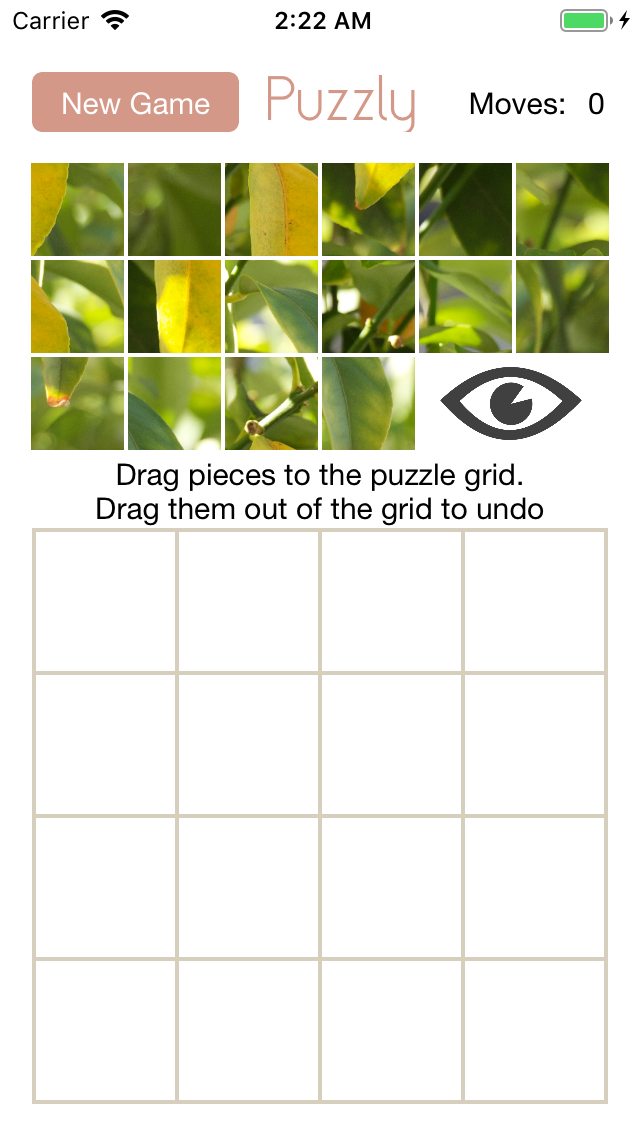 Carrier 2:22 AM
New Game Puzzly Moves: 0
Drag pieces to the puzzle grid.
Drag them out of the grid to undo